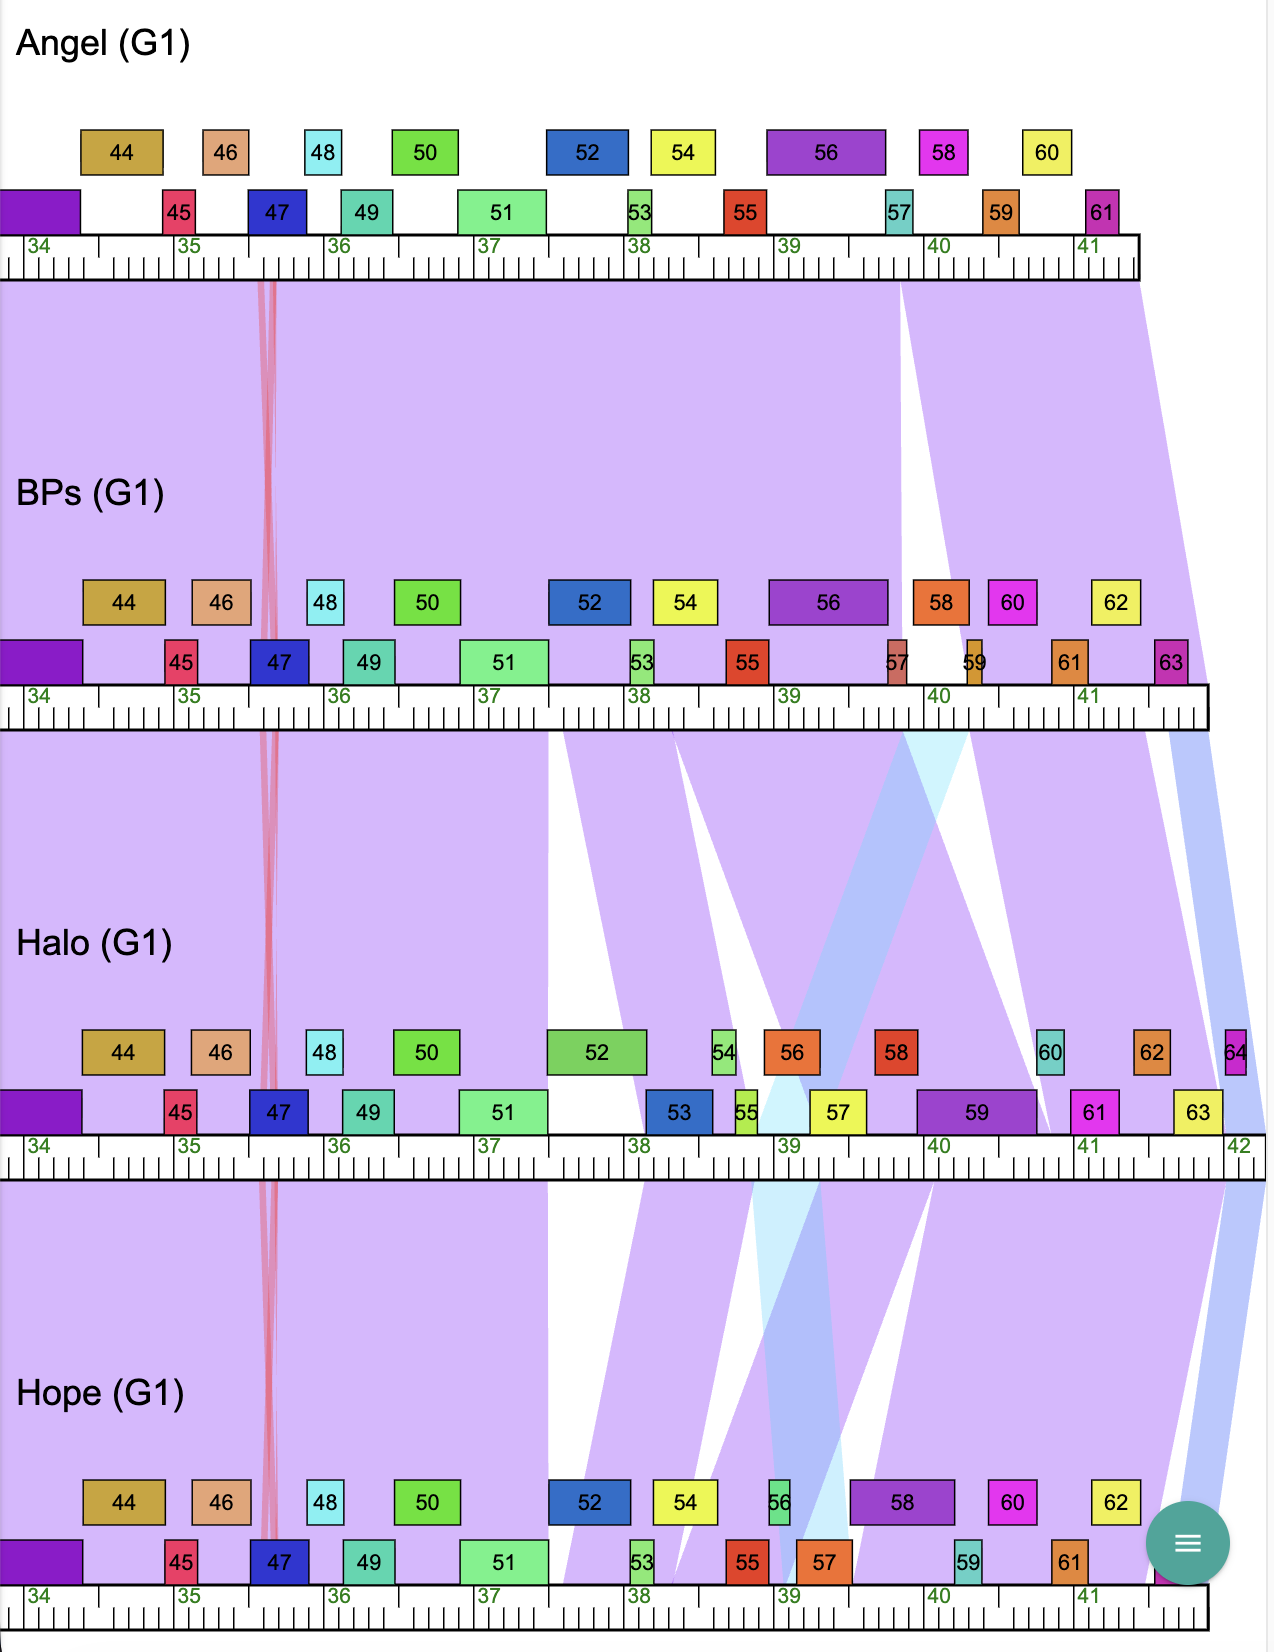 Angel (G1)
44 46 48 50 52 54 56 58 60
45 47 49 51 53 55 57 59 61
34 35 36 37 38 39 40 41
BPs (G1)
44 46 48 50 52 54 56 58 60 62
45 47 49 51 53 55 57 59 61 63
34 35 36 37 38 39 40 41
Halo (G1)
44 46 48 50 52 54 56 58 60 62 64
45 47 49 51 53 55 57 59 61 63
34 35 36 37 38 39 40 41 42
Hope (G1)
44 46 48 50 52 54 56 58 60 62
45 47 49 51 53 55 57 59 61
34 35 36 37 38 39 40 41